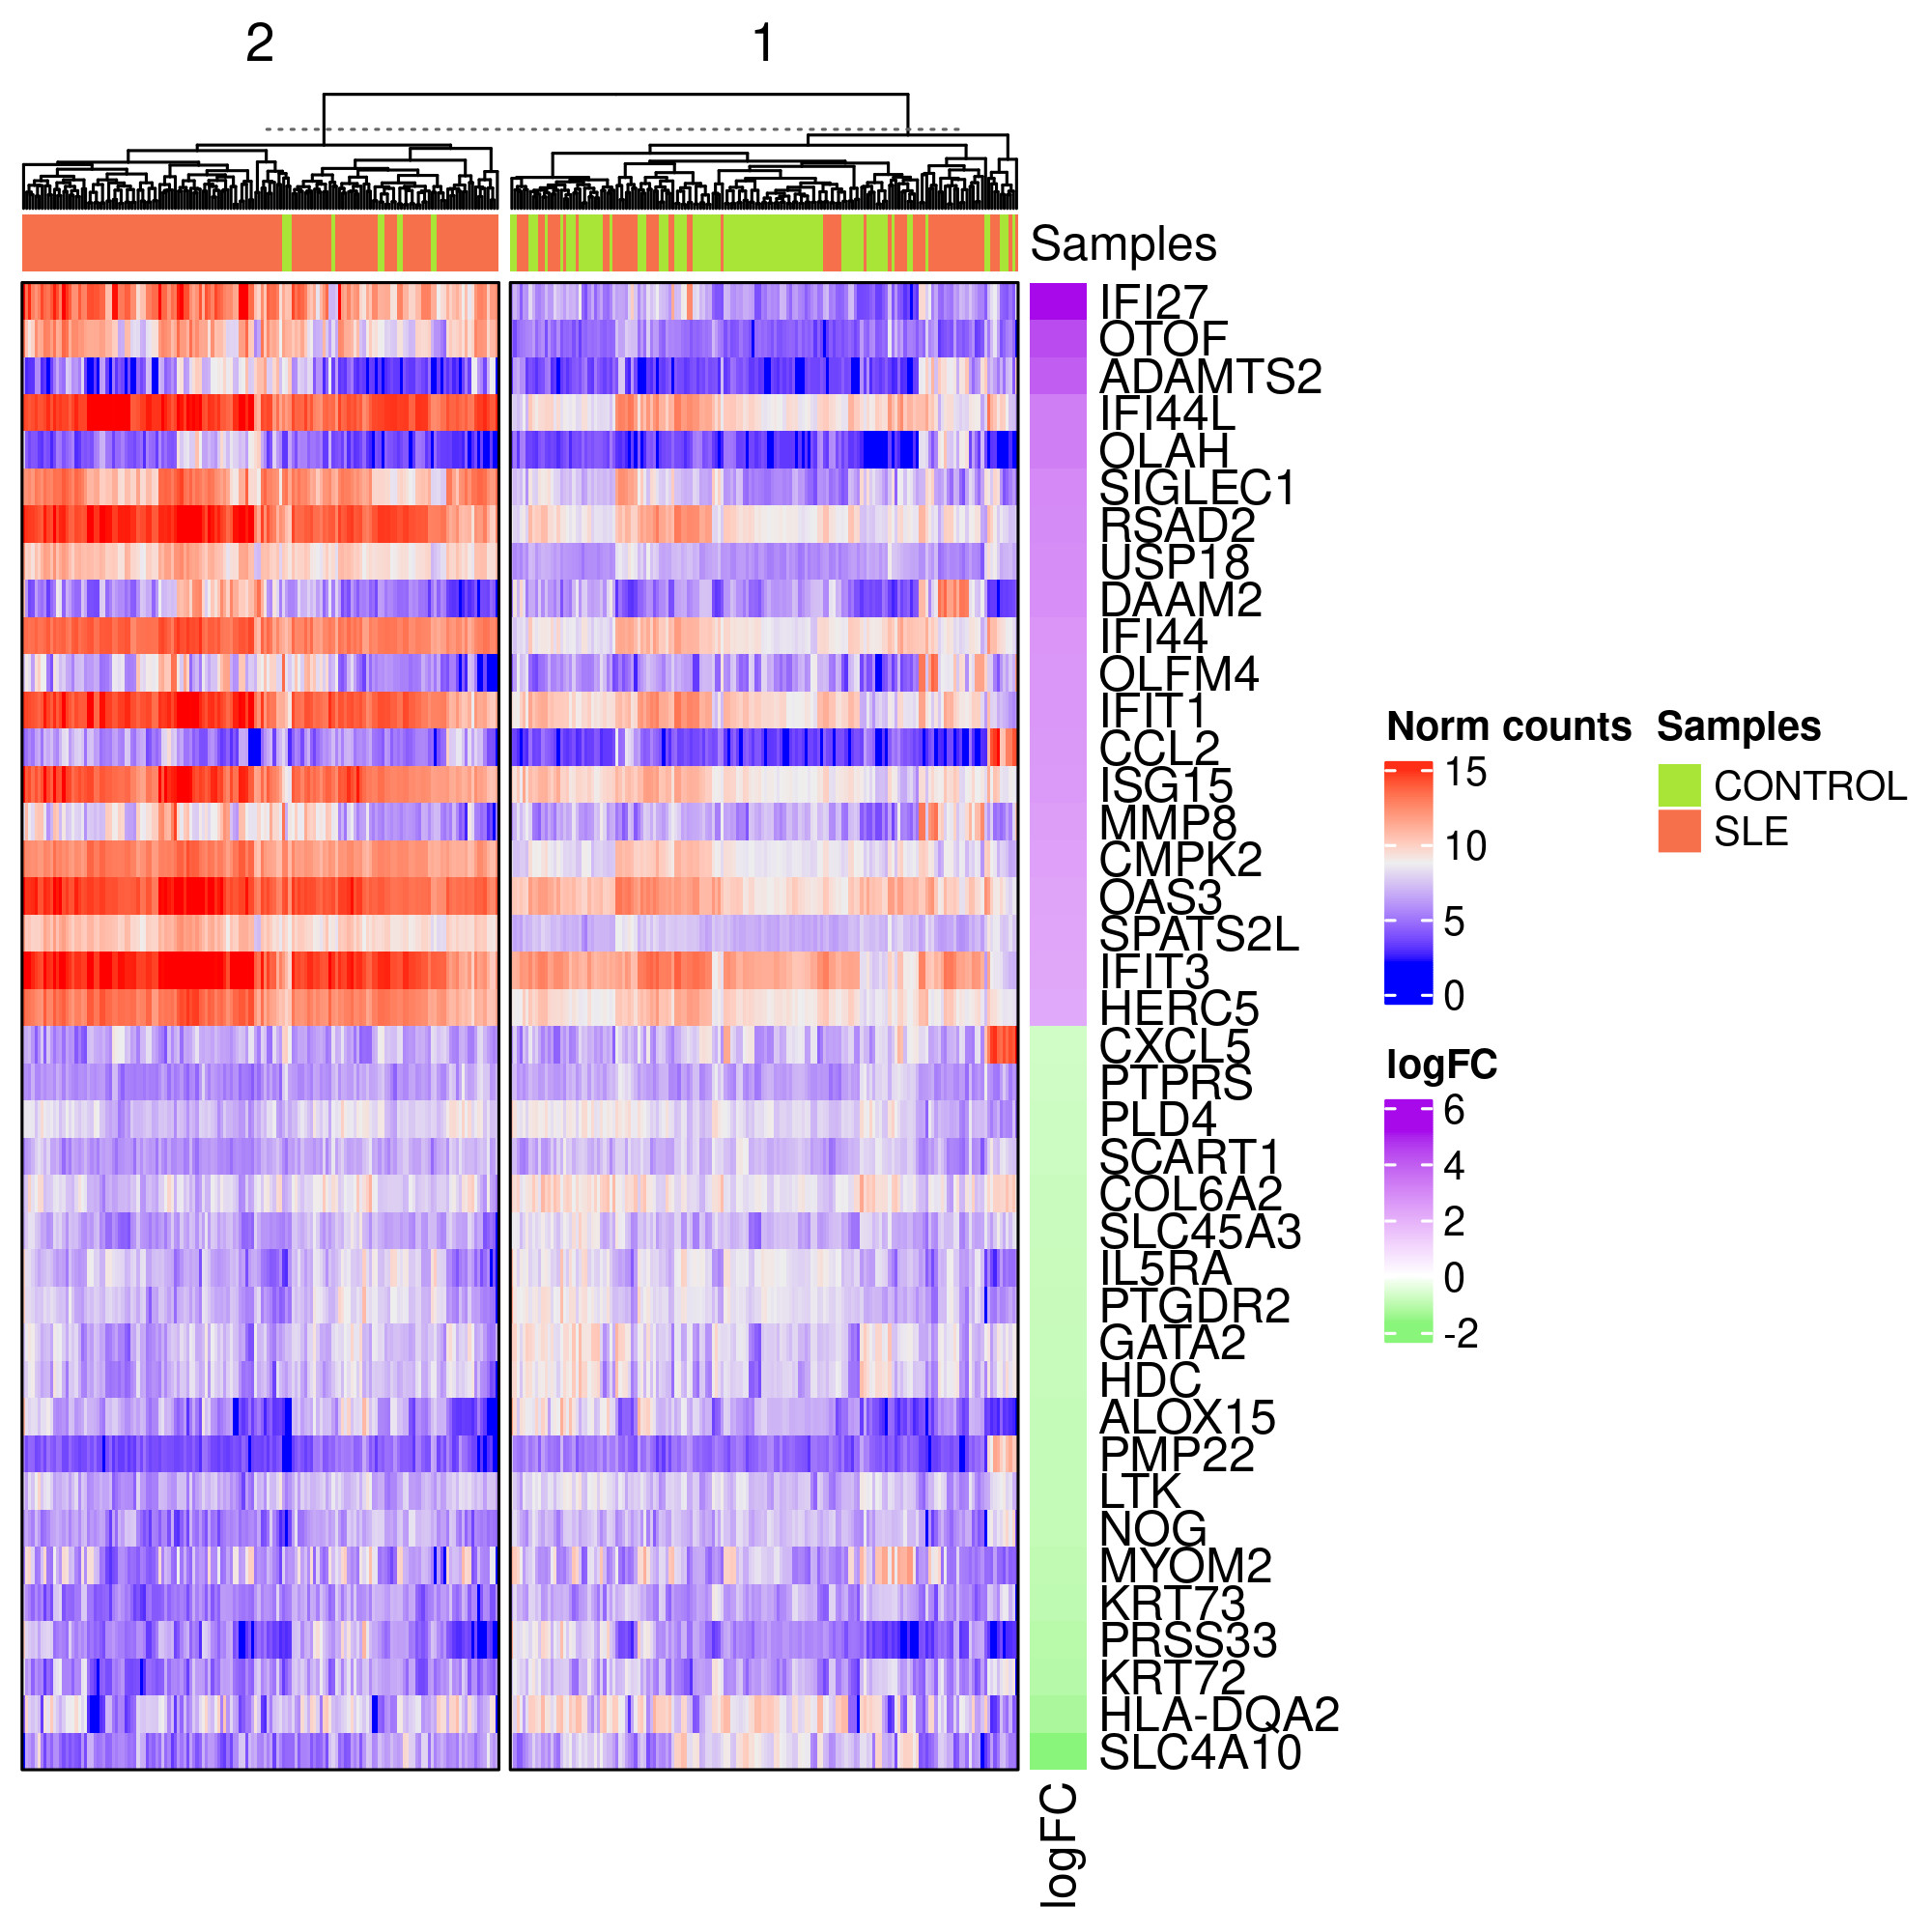 2
1
Samples
IFI27
OTOF
ADAMTS2
IFI44L
OLAH
SIGLEC1
RSAD2
USP18
DAAM2
IFI44
OLFM4
IFIT1
CCL2
ISG15
MMP8
CMPK2
OAS3
SPATS2L
IFIT3
HERC5
CXCL5
PTPRS
PLD4
SCART1
COL6A2
SLC45A3
IL5RA
PTGDR2
GATA2
HDC
ALOX15
PMP22
LTK
NOG
MYOM2
KRT73
PRSS33
KRT72
HLA-DQA2
SLC4A10
logFC
Norm counts
15
10
5
0
logFC
6
4
2
0
-2
Samples
CONTROL
SLE